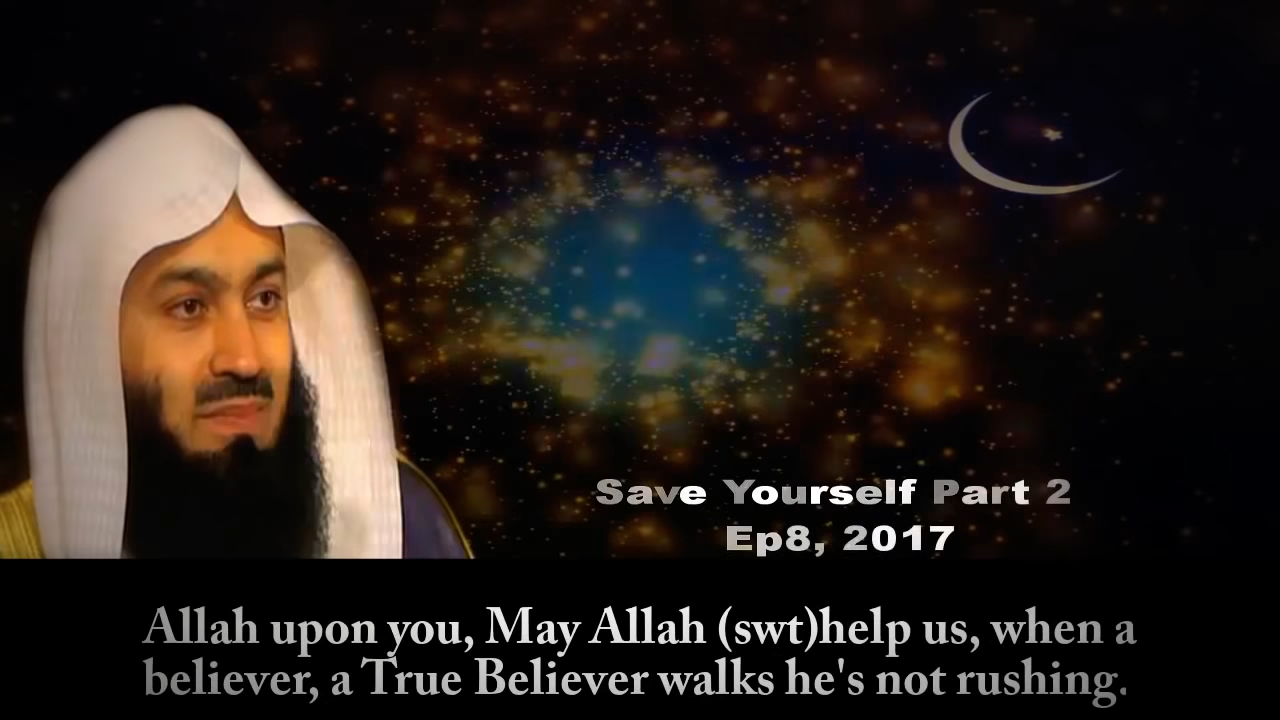 Save Yourself Part 2
Ep8, 2017
Allah upon you, May Allah (swt)help us, when a
believer, a True Believer walks he's not rushing.